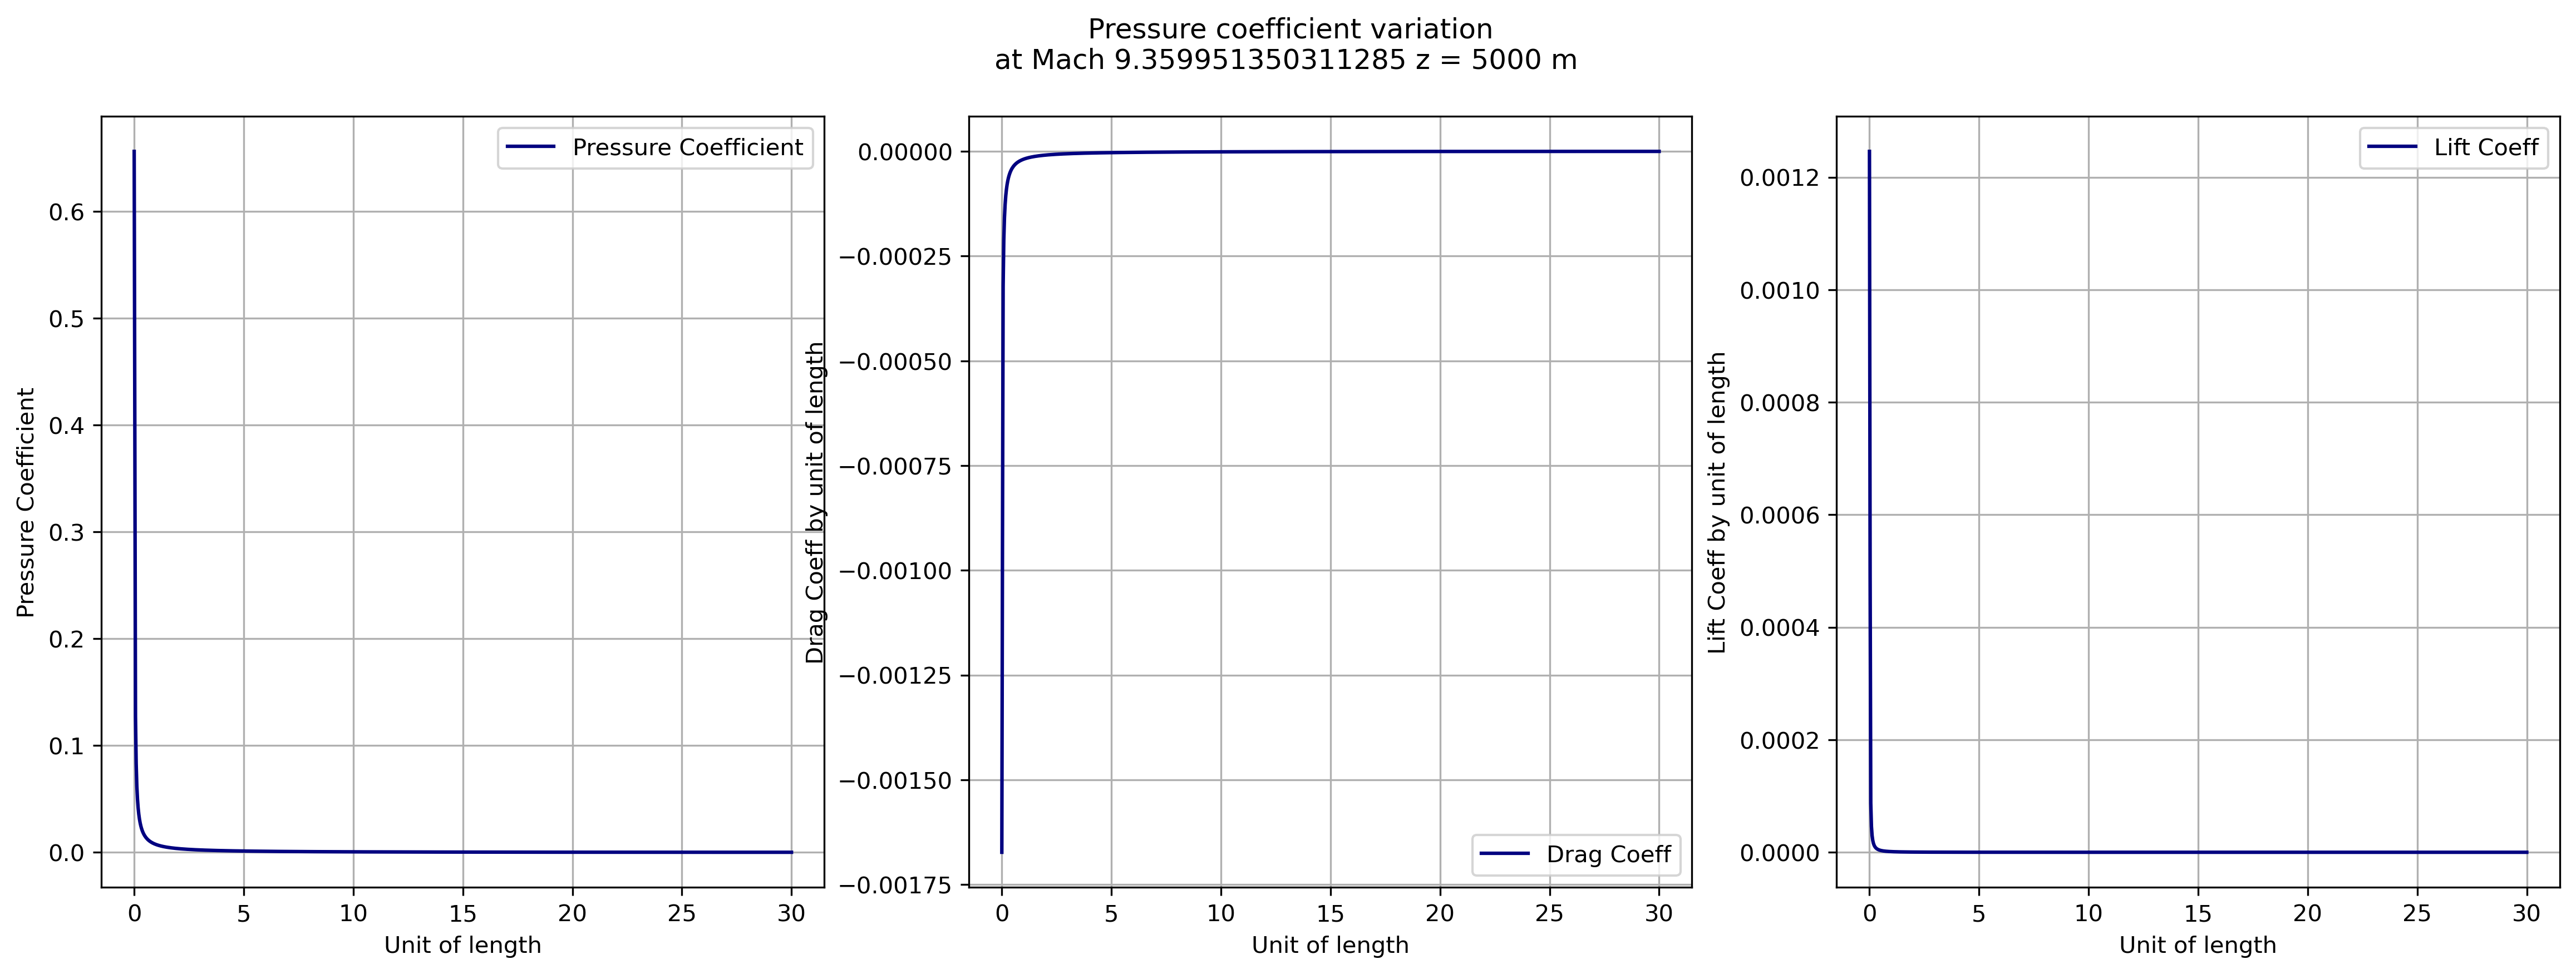 Pressure coefficient variation
at Mach 9.359951350311285 z = 5000 m
Pressure Coefficient
0.6
0.5
0.4
0.3
0.2
0.1
0.0
0 5 10 15 20 25 30
Unit of length
Pressure Coefficient
Drag Coeff by unit of length
0.00000
−0.00025
−0.00050
−0.00075
−0.00100
−0.00125
−0.00150
−0.00175
0 5 10 15 20 25 30
Unit of length
Drag Coeff
Lift Coeff by unit of length
0.0012
0.0010
0.0008
0.0006
0.0004
0.0002
0.0000
0 5 10 15 20 25 30
Unit of length
Lift Coeff